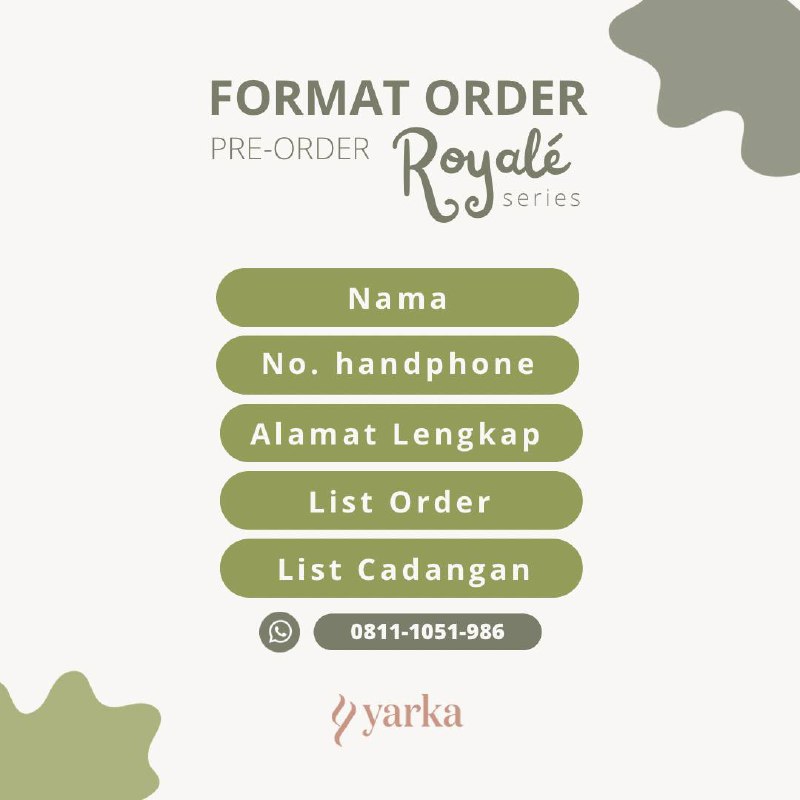 FORMAT ORDER
PRE-ORDER Royalé
series
Nama
No. handphone
Alamat Lengkap
List Order
List Cadangan
0811-1051-986
yarka